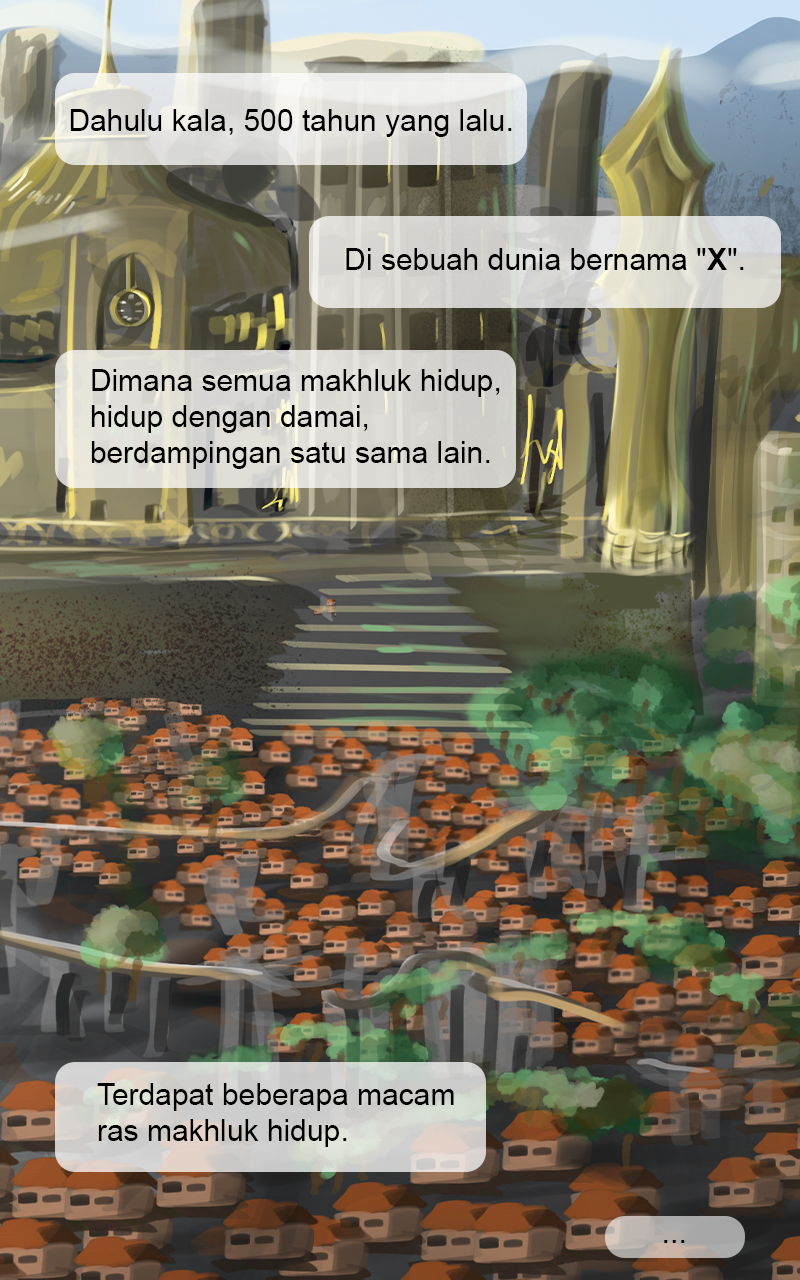 Dahulu kala, 500 tahun yang lalu.
Di sebuah dunia bernama "X".
Dimana semua makhluk hidup,
hidup dengan damai,
berdampingan satu sama lain.
Terdapat beberapa macam
ras makhluk hidup.
...